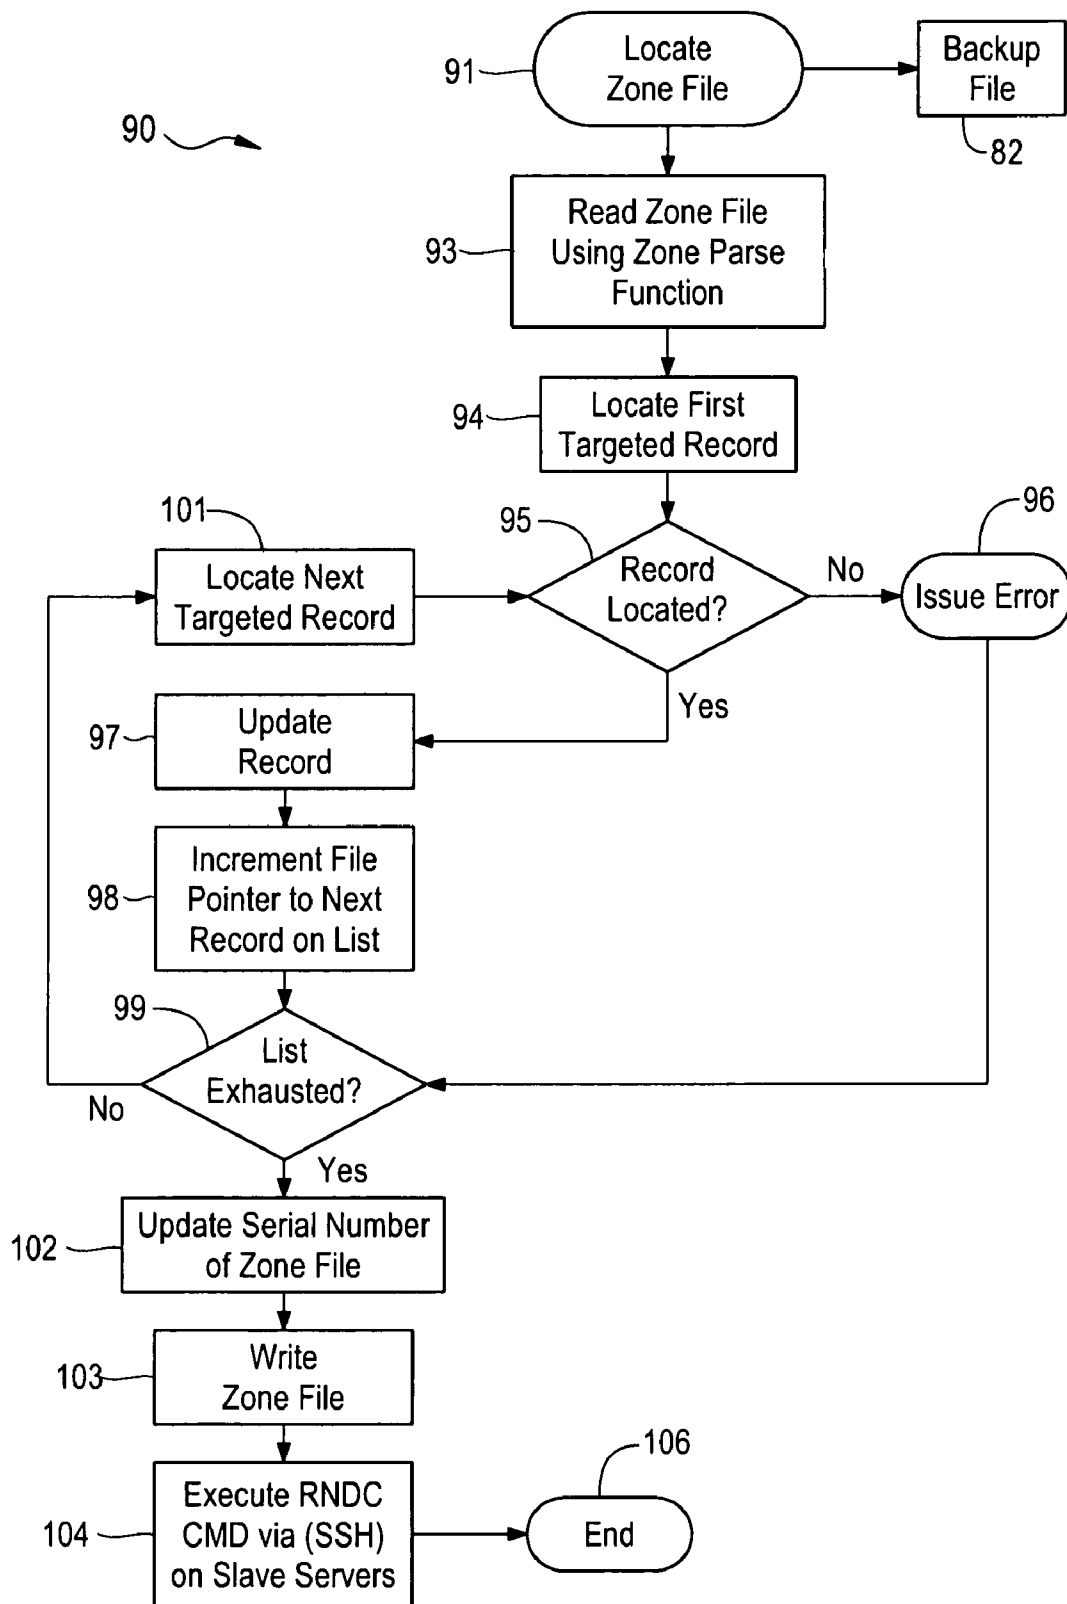 Locate
Zone File
91
Backup
File
82
90
Read Zone File
Using Zone Parse
Function
93
Locate First
Targeted Record
94
101
95
96
Locate Next
Targeted Record
Record
Located?
No
Issue Error
Yes
Update
Record
97
Increment File
Pointer to Next
Record on List
98
99
List
Exhausted?
No
Yes
Update Serial Number
of Zone File
102
Write
Zone File
103
Execute RNDC
CMD via (SSH)
on Slave Servers
104
106
End